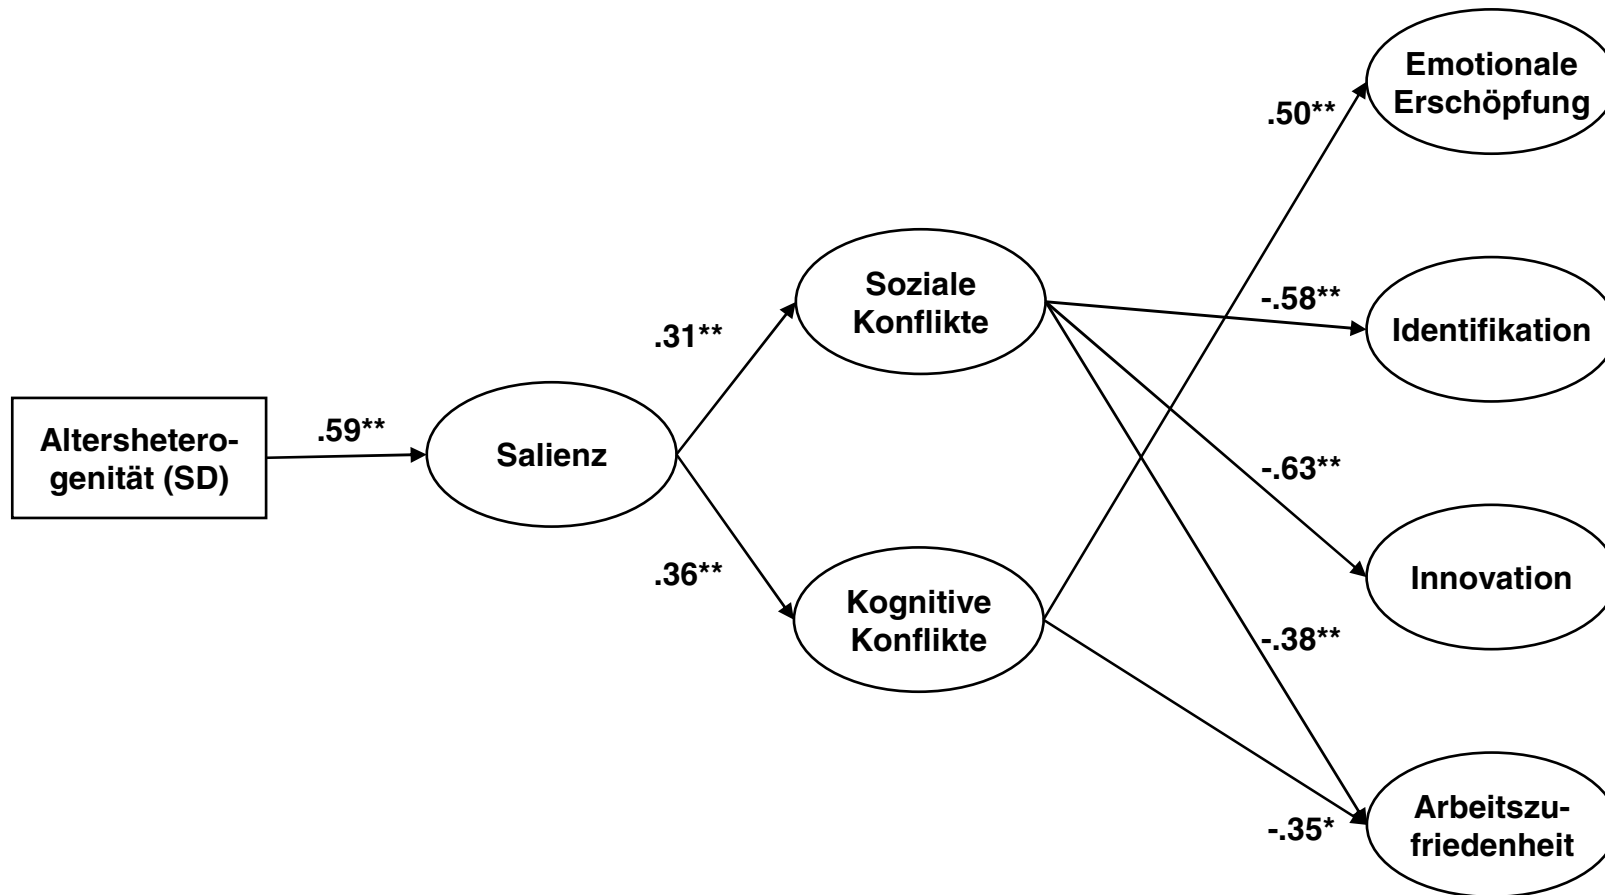 Emotionale
Erschöpfung
.50**
Soziale
Konflikte
-.58**
Identifikation
.31**
Altershetero-
genität (SD)
.59**
Salienz
-.63**
.36**
Kognitive
Konflikte
Innovation
-.38**
-.35*
Arbeitszu-
friedenheit